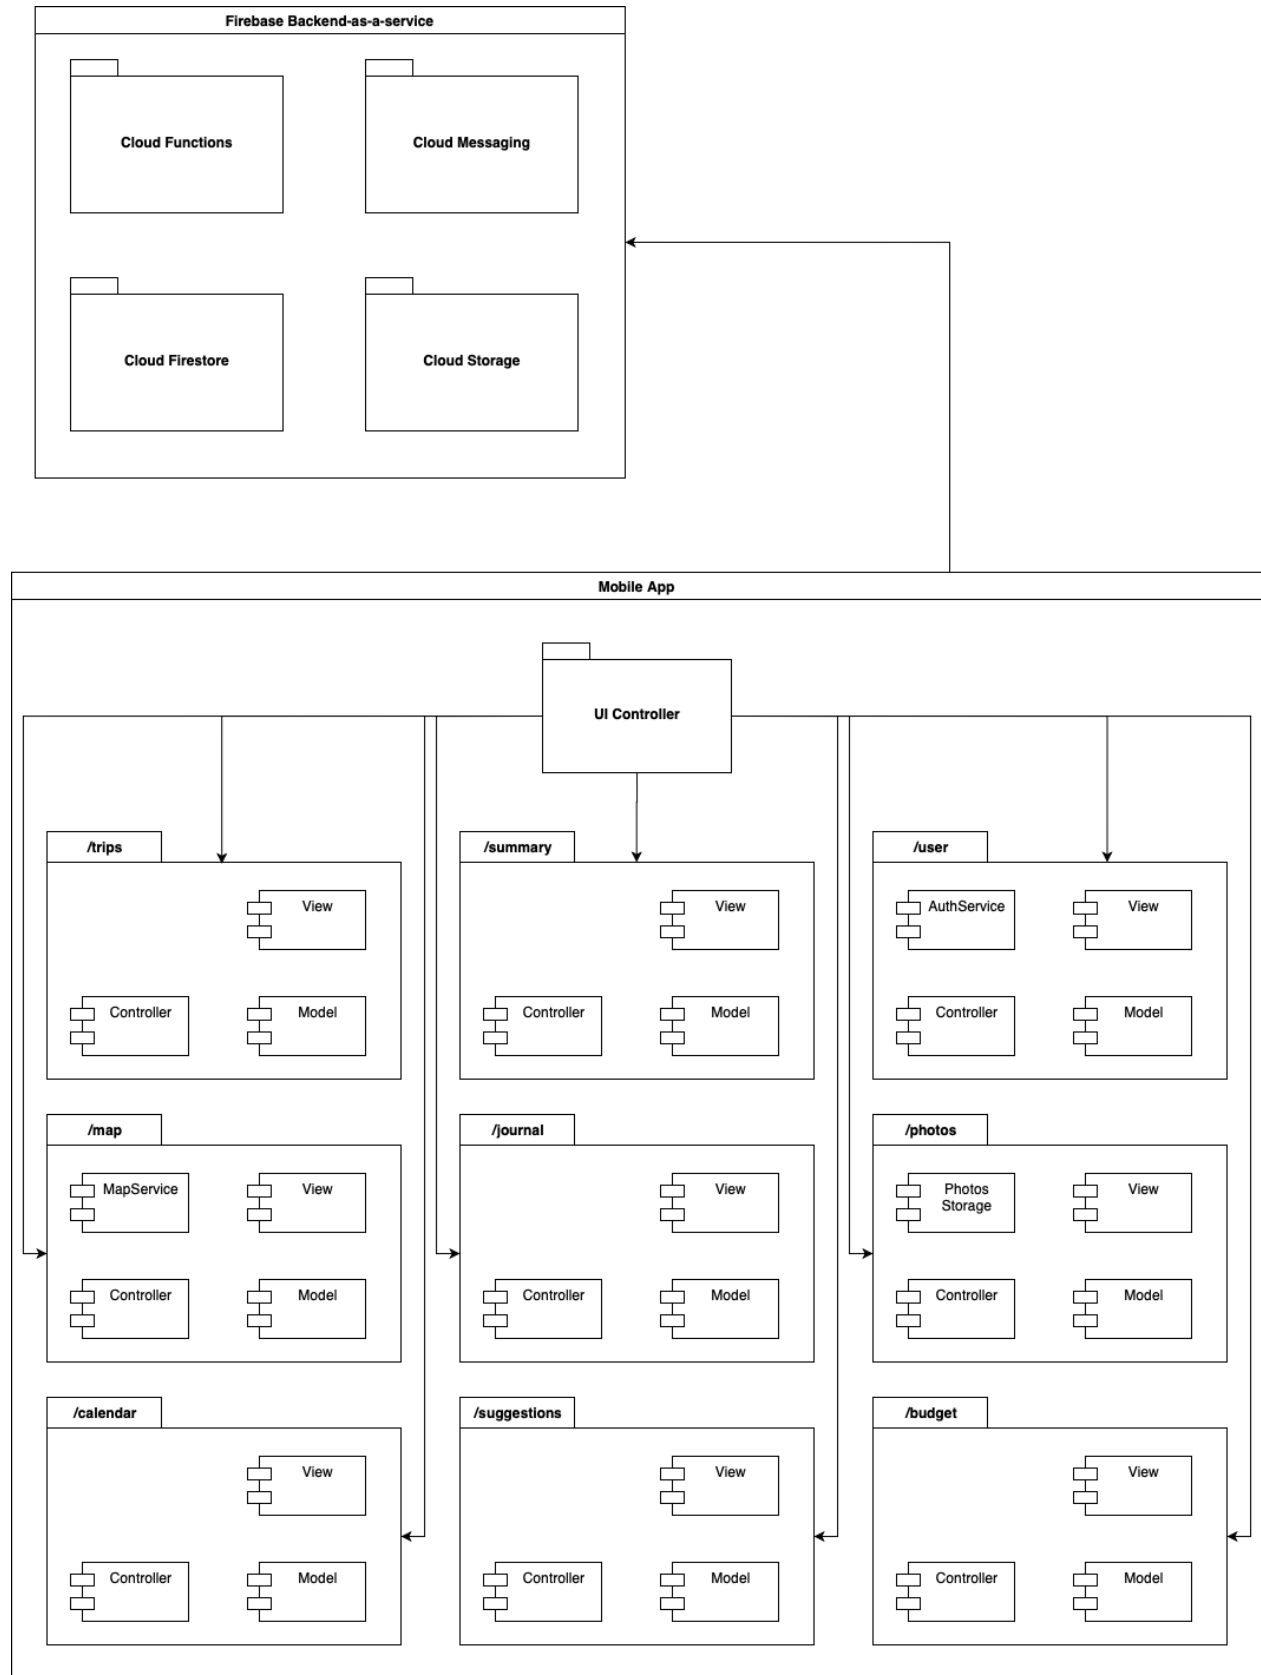 Firebase Backend-as-a-service
Cloud Functions
Cloud Messaging
Cloud Firestore
Cloud Storage
Mobile App
UI Controller
/trips
View
Controller
Model
/summary
View
Controller
Model
/user
AuthService
View
Controller
Model
/map
MapService
View
Controller
Model
/journal
View
Controller
Model
/photos
Photos
Storage
View
Controller
Model
/calendar
View
Controller
Model
/suggestions
View
Controller
Model
/budget
View
Controller
Model